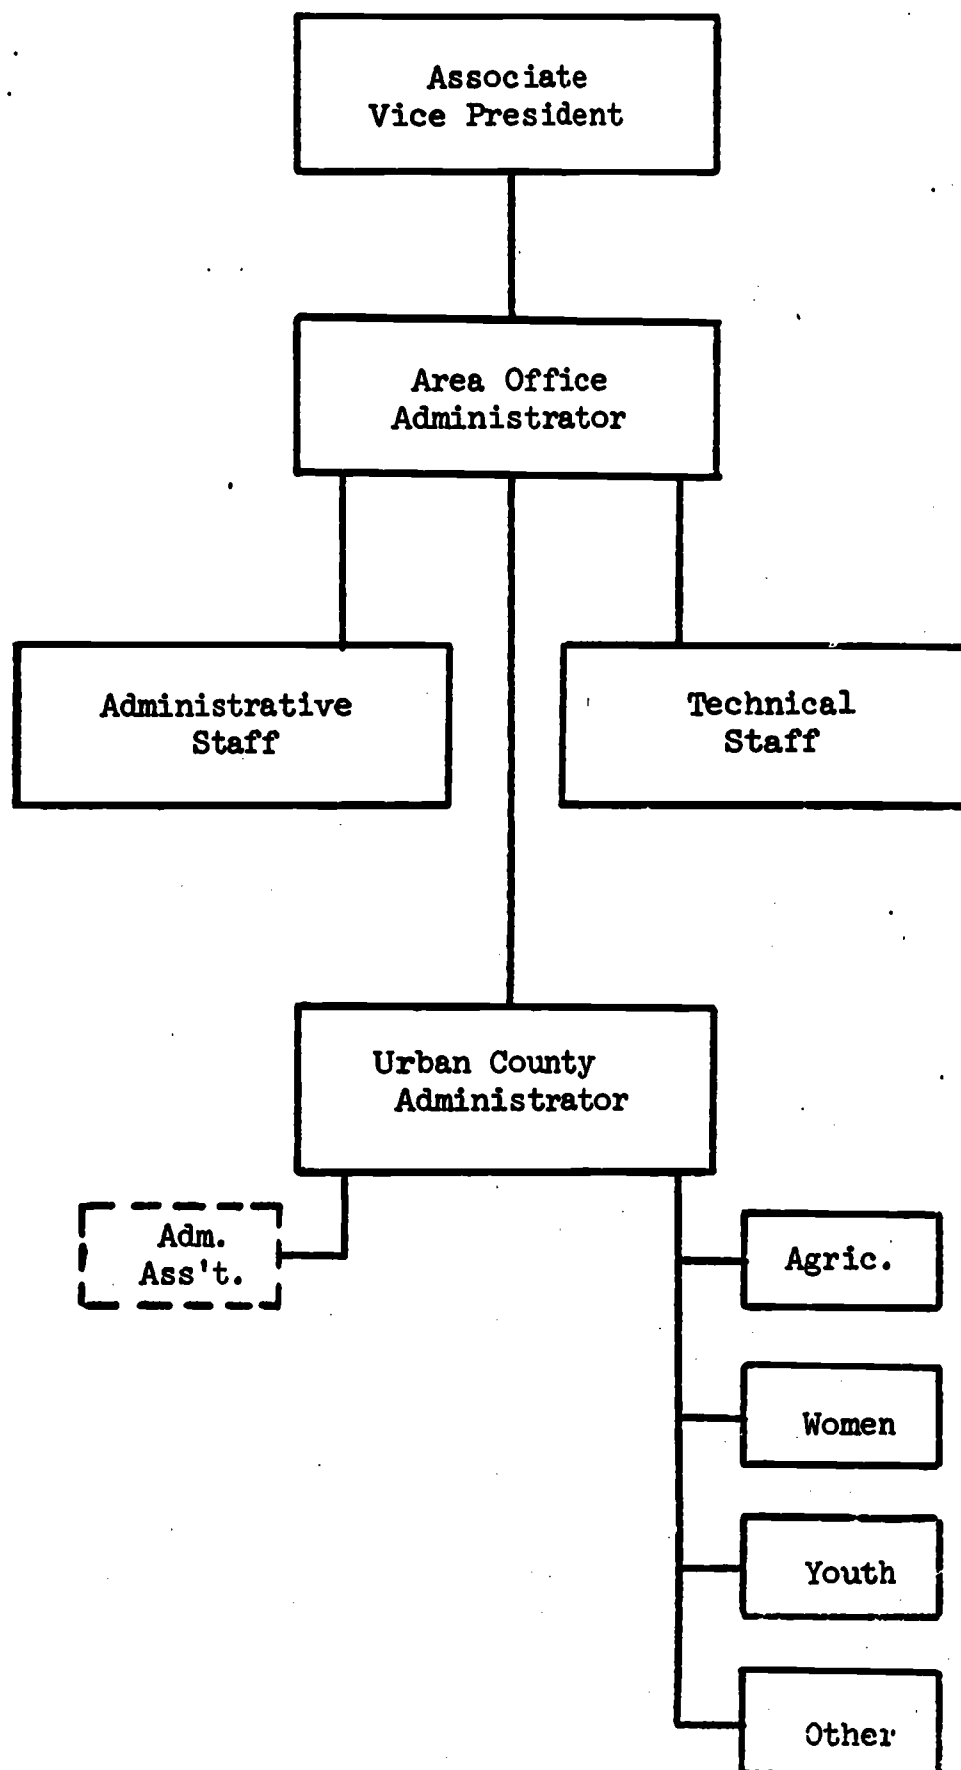 Associate
Vice President
Area Office
Administrator
Administrative
Staff
Technical
Staff
Urban County
Administrator
Adm.
Ass't.
Agric.
Women
Youth
Other